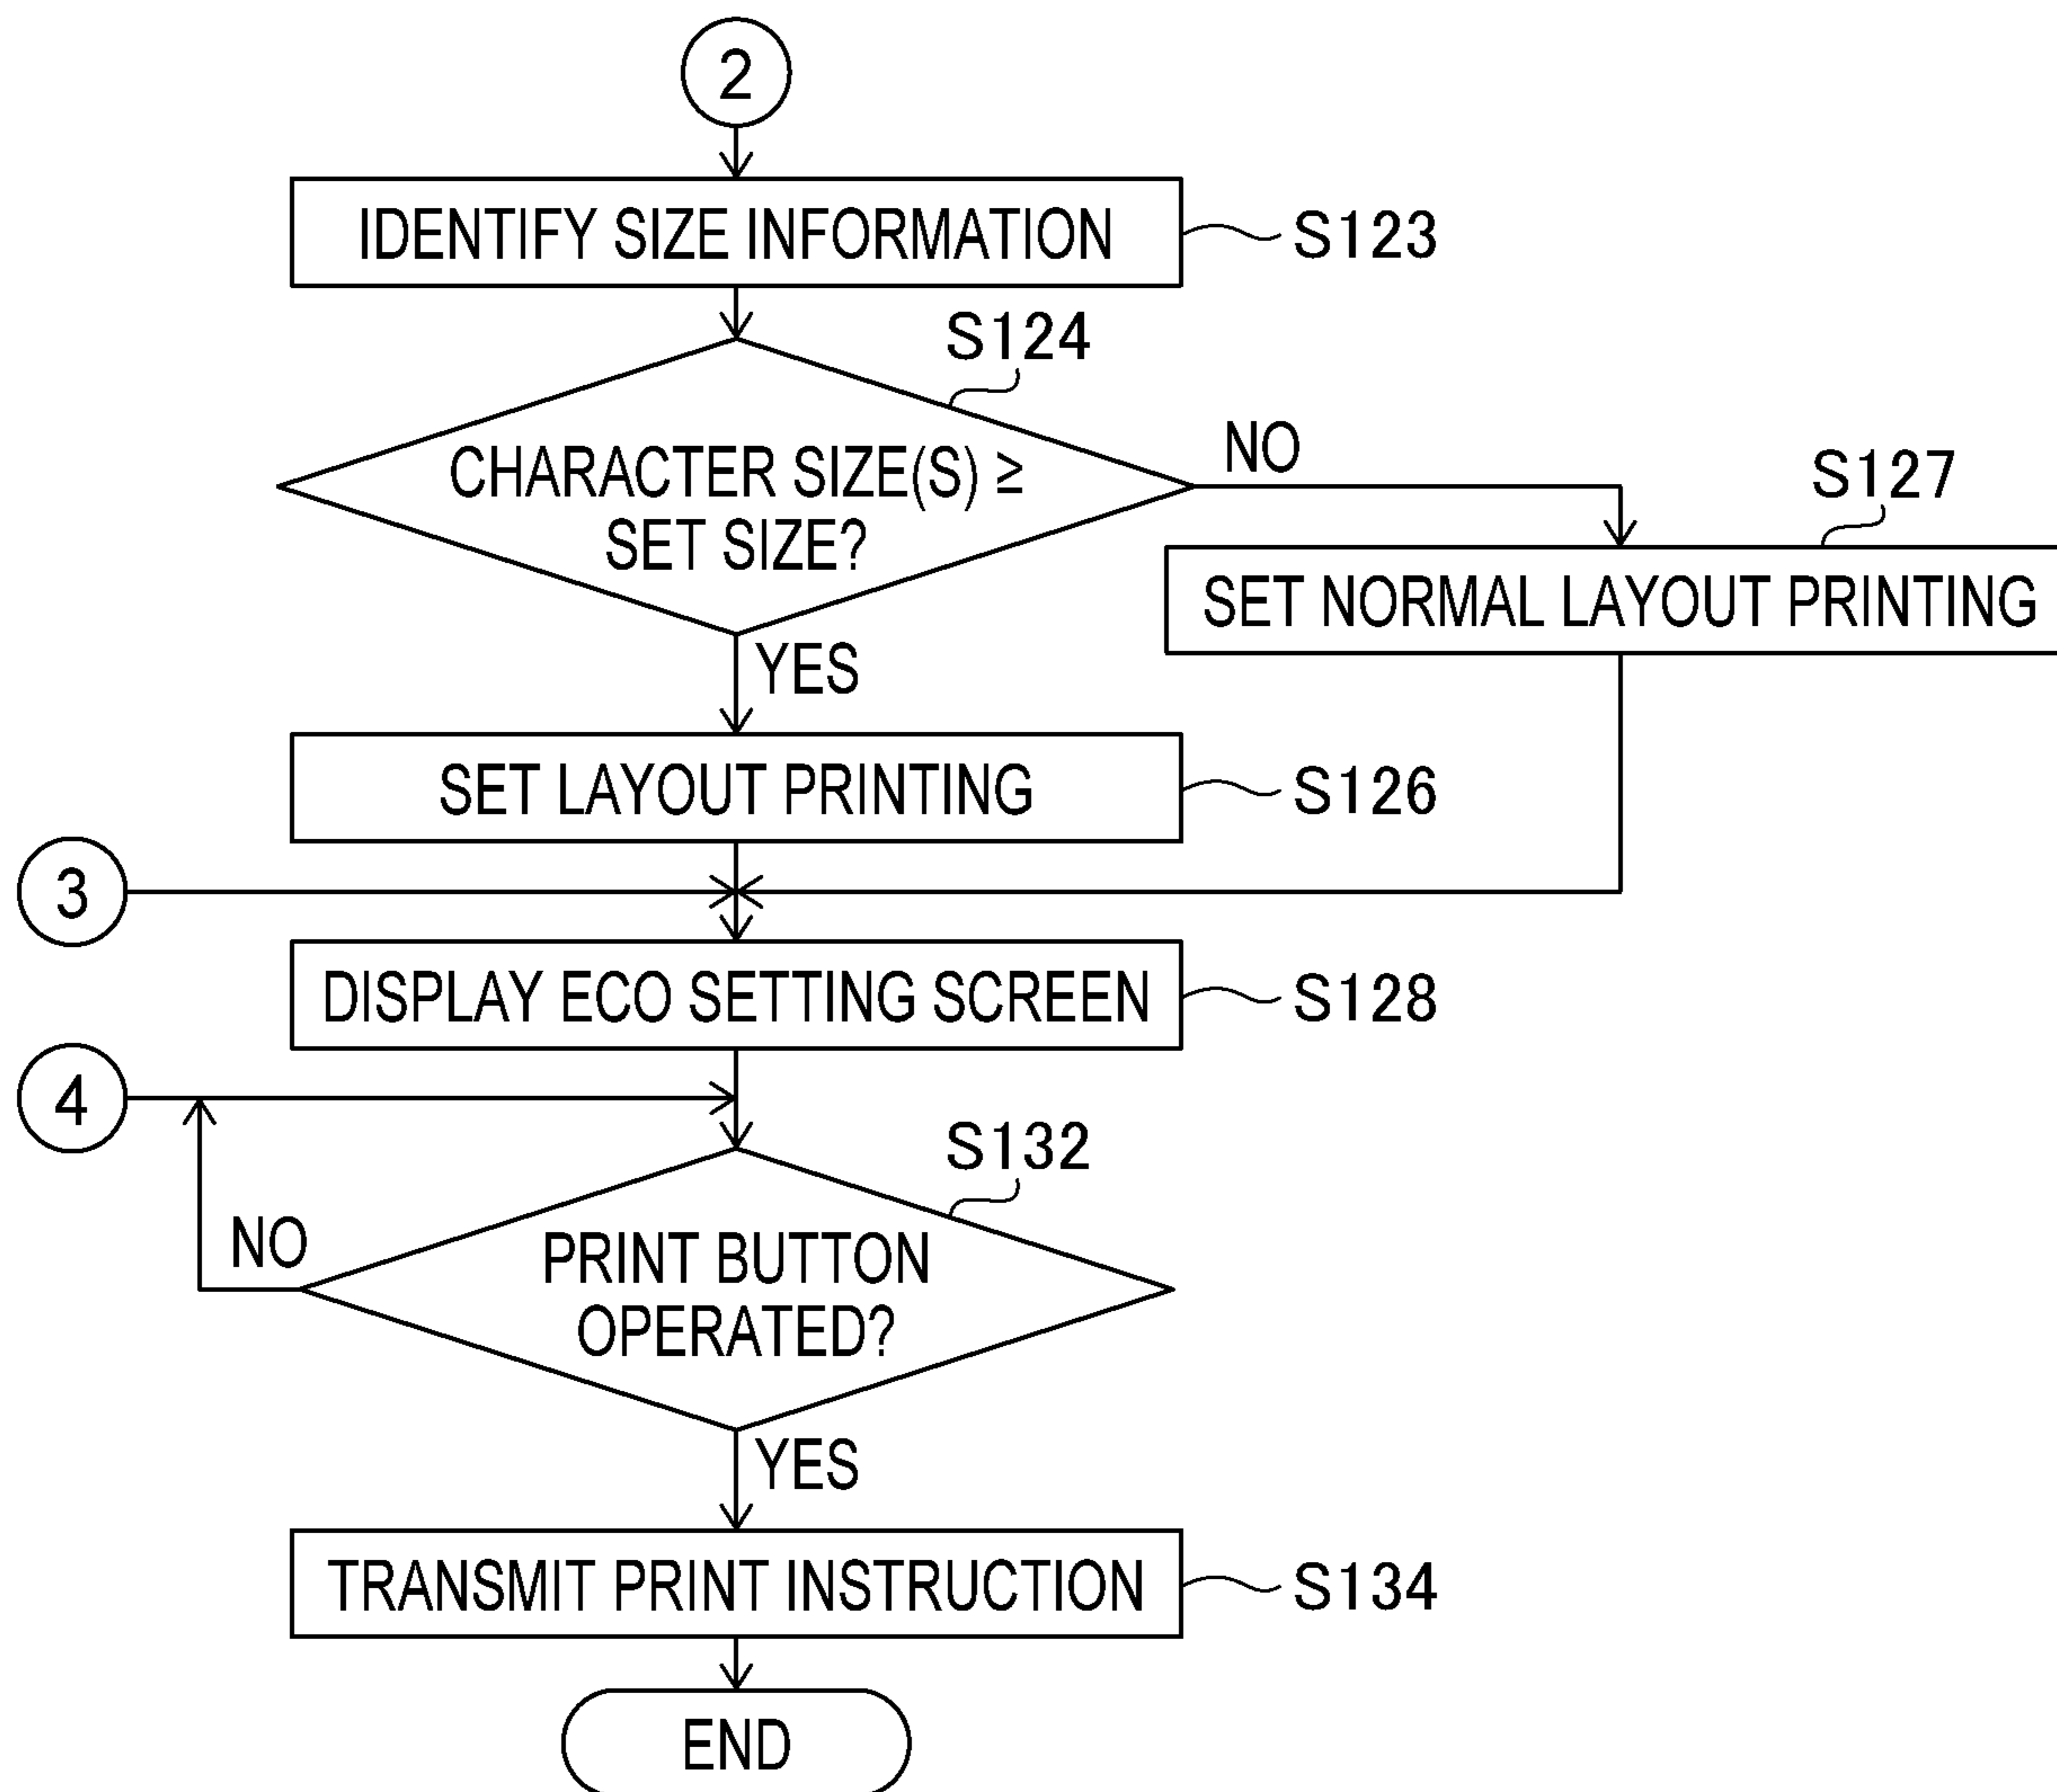 2
IDENTIFY SIZE INFORMATION
S123
S124
CHARACTER SIZE(S) ≥
SET SIZE?
NO
S127
SET NORMAL LAYOUT PRINTING
YES
SET LAYOUT PRINTING
S126
3
DISPLAY ECO SETTING SCREEN
S128
4
S132
NO
PRINT BUTTON
OPERATED?
YES
TRANSMIT PRINT INSTRUCTION
S134
END